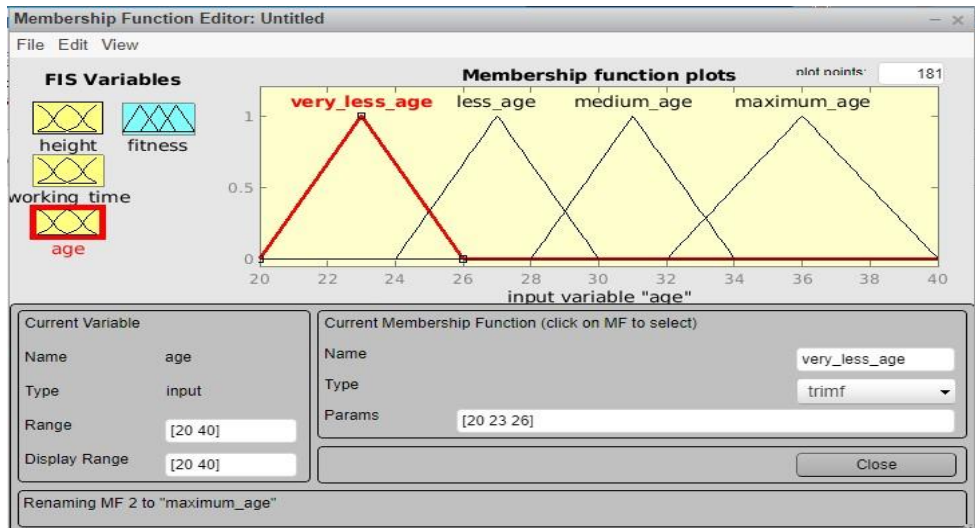 Membership Function Editor: Untitled
File Edit View
FIS Variables
height
fitness
working_time
age
Membership function plots
plot points:
181
very_less_age
less_age
medium_age
maximum_age
1
0.5
0
20 22 24 26 28 30 32 34 36 38 40
input variable "age"
Current Variable
Name age
Type input
Range [20 40]
Display Range [20 40]
Current Membership Function (click on MF to select)
Name very_less_age
Type trimf
Params [20 23 26]
Close
Renaming MF 2 to "maximum_age"